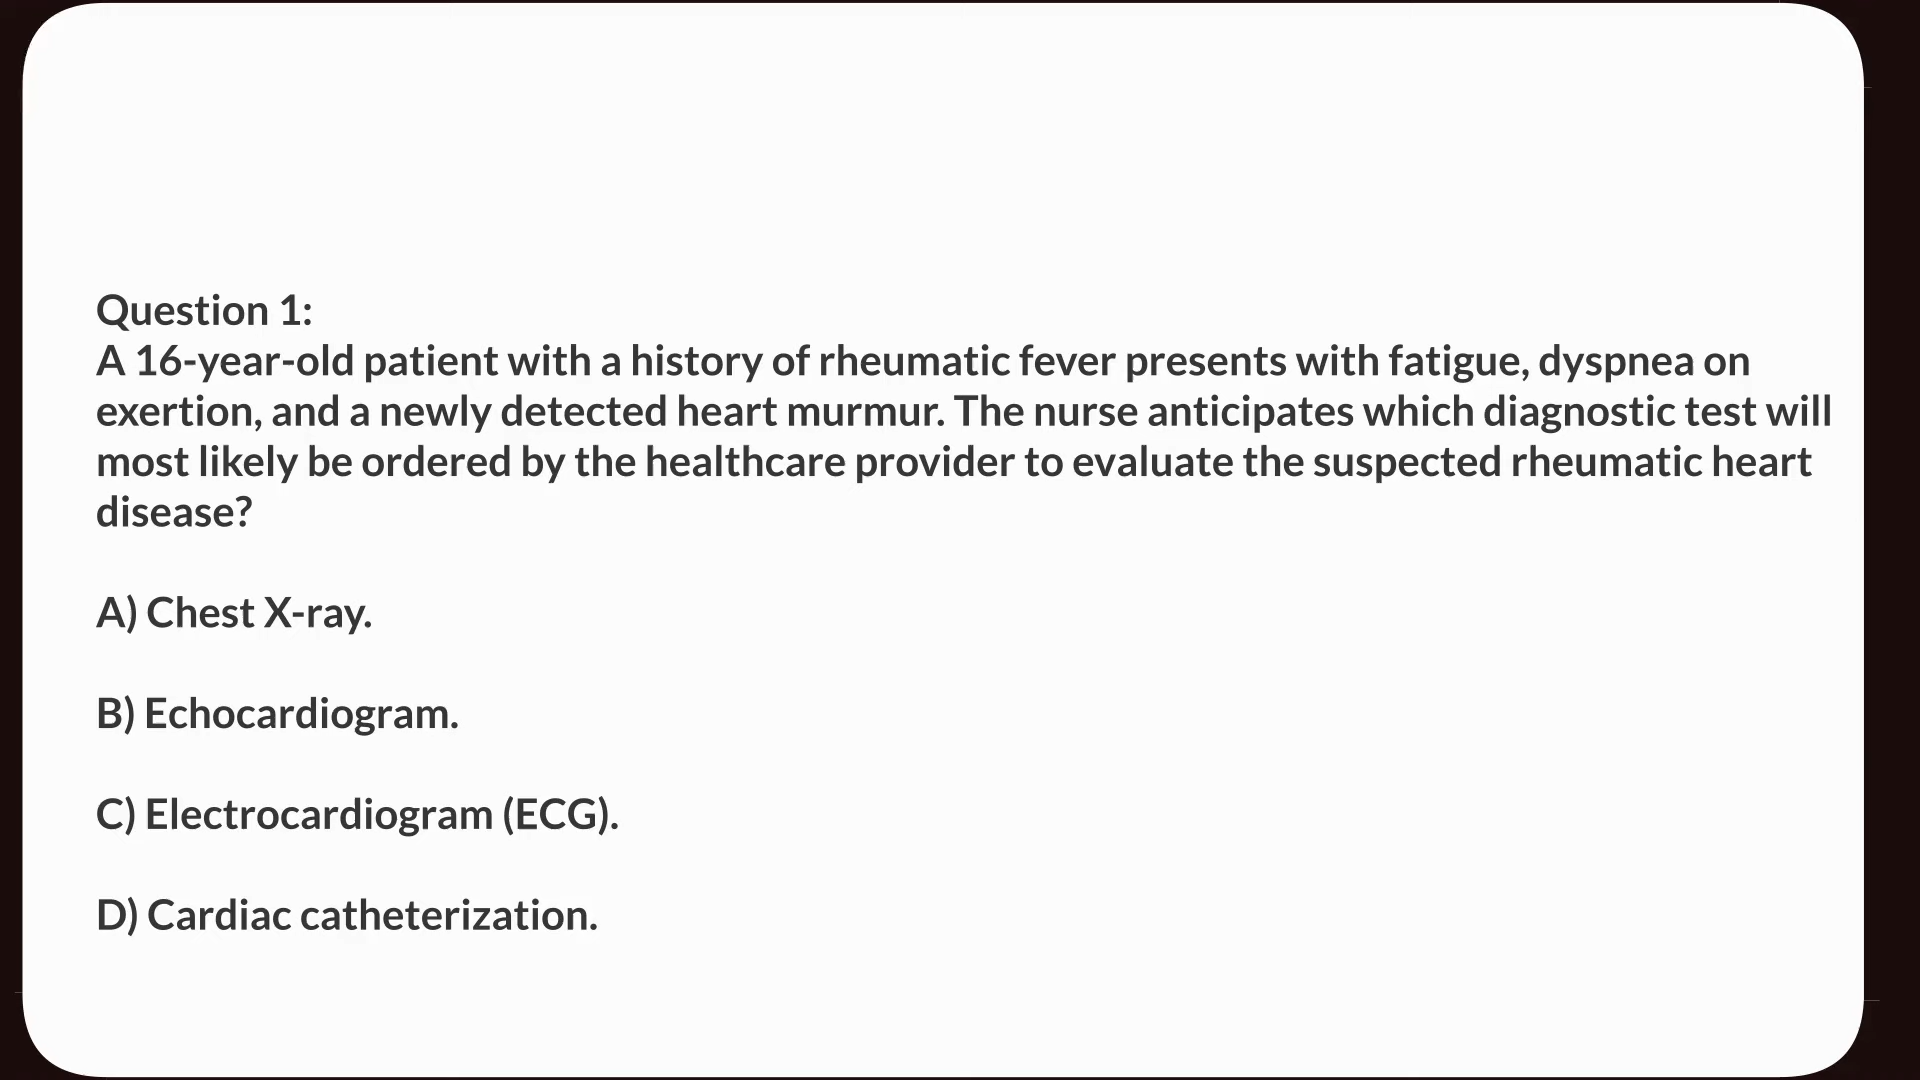 Question 1:
A 16-year-old patient with a history of rheumatic fever presents with fatigue, dyspnea on
exertion, and a newly detected heart murmur. The nurse anticipates which diagnostic test will
most likely be ordered by the healthcare provider to evaluate the suspected rheumatic heart
disease?
A) Chest X-ray.
B) Echocardiogram.
C) Electrocardiogram (ECG).
D) Cardiac catheterization.